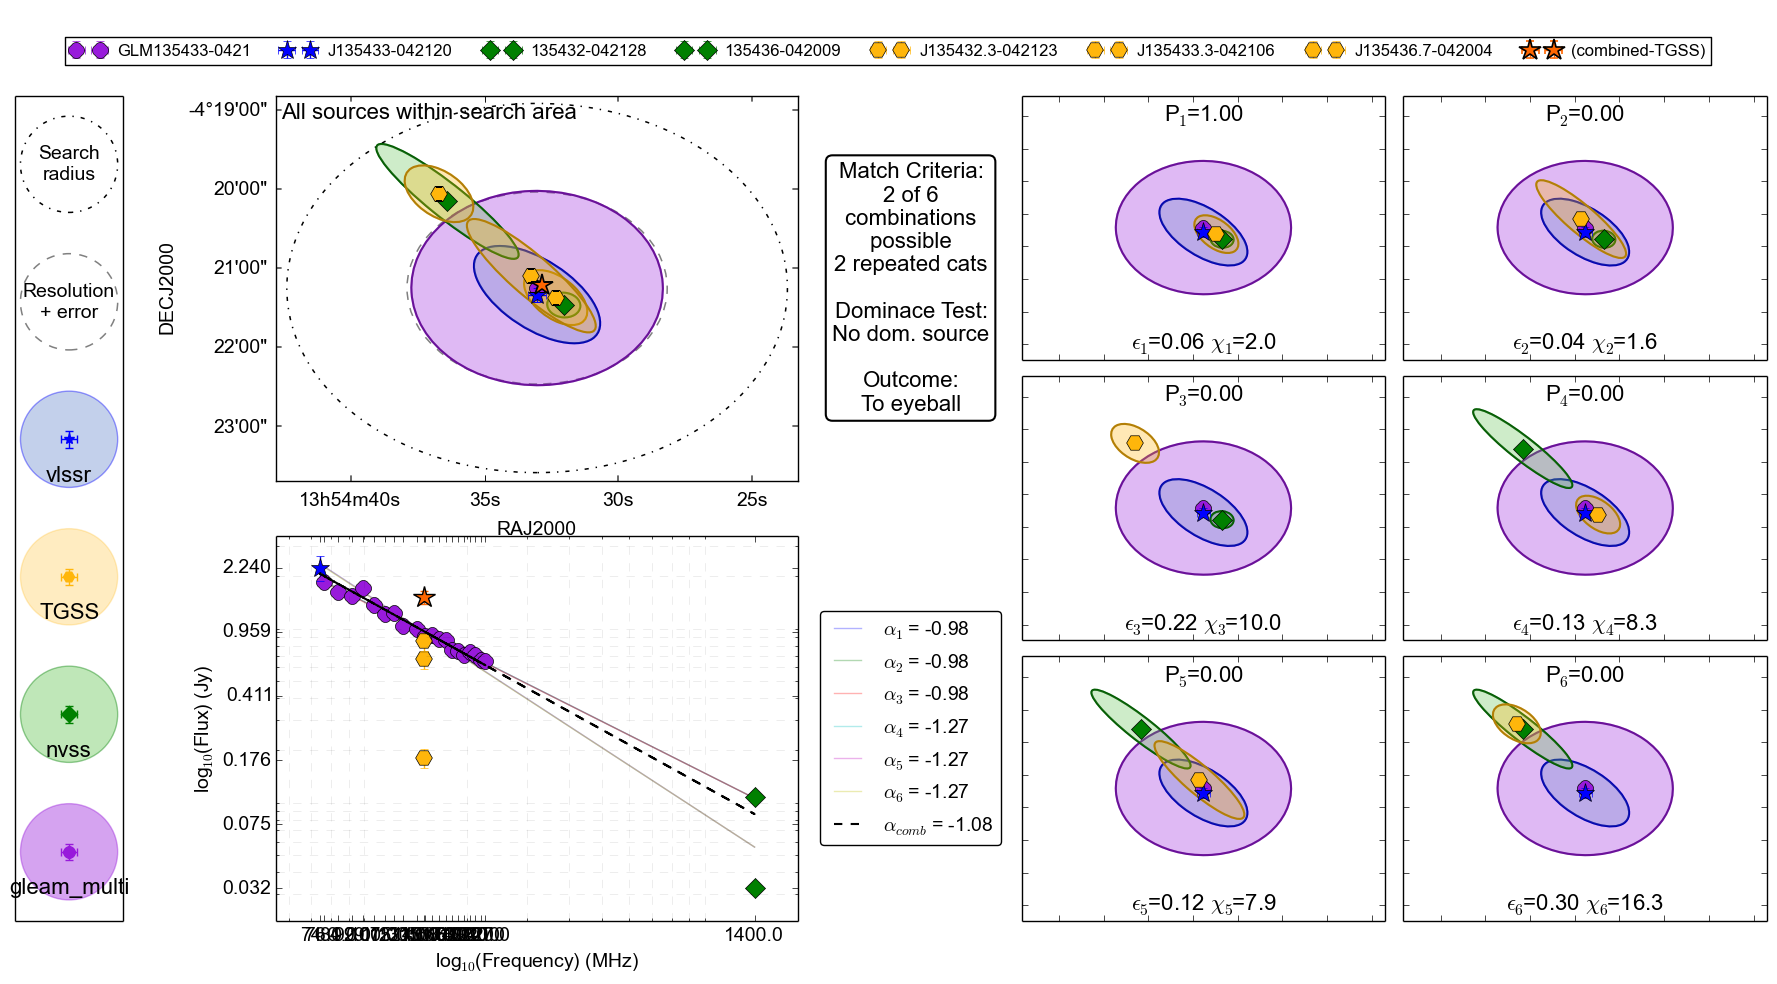 GLM135433-0421 J135433-042120 135432-042128 135436-042009 J135432.3-042123 J135433.3-042106 J135436.7-042004 (combined-TGSS)
Search
radius
Resolution
+ error
vlssr
TGSS
nvss
gleam_multi
All sources within search area
DECJ2000
-4°19'00"
20'00"
21'00"
22'00"
23'00"
13h54m40s 35s 30s 25s
RAJ2000
Match Criteria:
2 of 6
combinations
possible
2 repeated cats
Dominace Test:
No dom. source
Outcome:
To eyeball
log10(Flux) (Jy)
2.240
0.959
0.411
0.176
0.075
0.032
1400.0
log10(Frequency) (MHz)
α1 = -0.98
α2 = -0.98
α3 = -0.98
α4 = -1.27
α5 = -1.27
α6 = -1.27
αcomb = -1.08
P1=1.00
ϵ1=0.06 χ1=2.0
P2=0.00
ϵ2=0.04 χ2=1.6
P3=0.00
ϵ3=0.22 χ3=10.0
P4=0.00
ϵ4=0.13 χ4=8.3
P5=0.00
ϵ5=0.12 χ5=7.9
P6=0.00
ϵ6=0.30 χ6=16.3